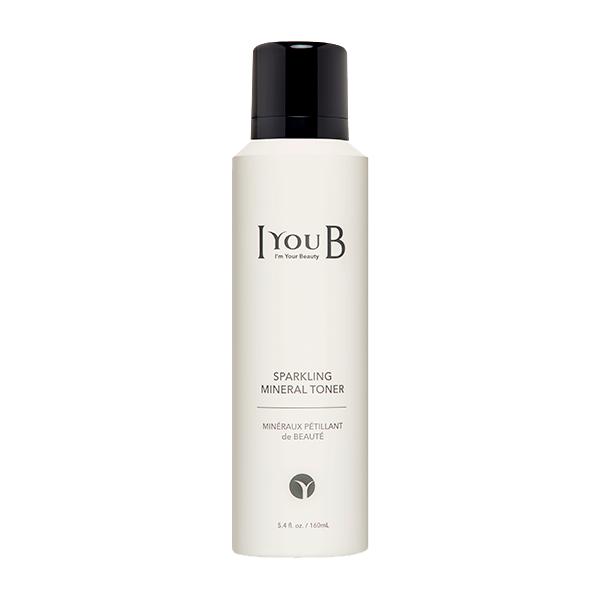 IYOUB
I'm Your Beauty
SPARKLING
MINERAL TONER
MINÉRAUX PÉTILLANT
de BEAUTÉ
Y
5.4 fl. oz. / 160mL